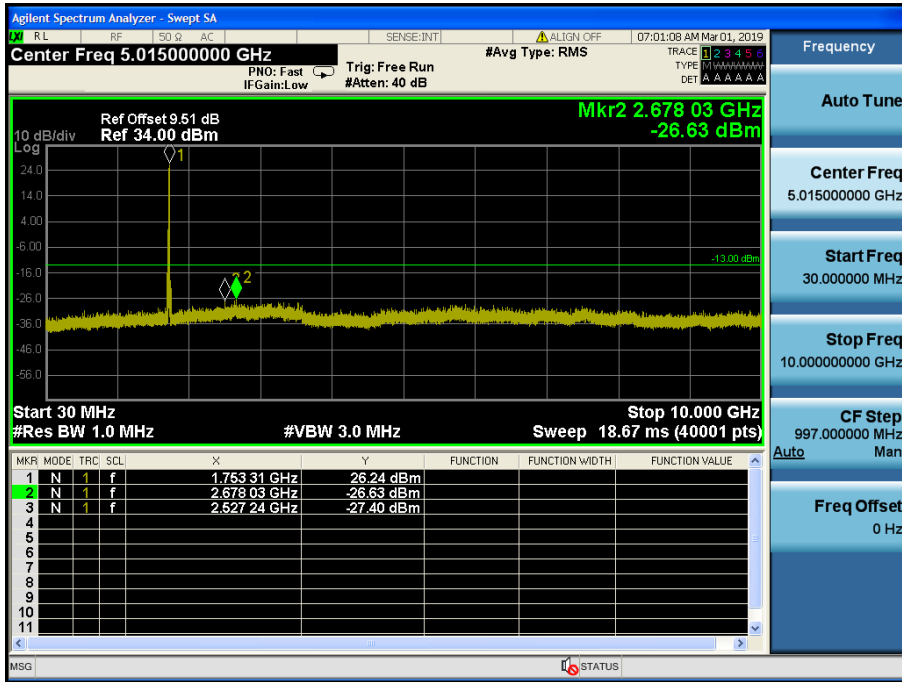 Agilent Spectrum Analyzer - Swept SA
LXI RL RF 50 Ω AC SENSE:INT ALIGN OFF 07:01:08 AM Mar 01, 2019
Center Freq 5.015000000 GHz
PNO: Fast
IFGain:Low
Trig: Free Run
#Atten: 40 dB
#Avg Type: RMS
TRACE 1 2 3 4 5 6
TYPE M WWWWW
DET A A A A A A
Mkr2 2.678 03 GHz
-26.63 dBm
Ref Offset 9.51 dB
10 dB/div Ref 34.00 dBm
Log
1
24.0
14.0
4.00
-6.00
-13.00 dBm
-16.0
2
-26.0
-36.0
-46.0
-56.0
Start 30 MHz Stop 10.000 GHz
#Res BW 1.0 MHz #VBW 3.0 MHz Sweep 18.67 ms (40001 pts)
MKR MODE TRC SCL X Y FUNCTION FUNCTION WIDTH FUNCTION VALUE
1 N 1 f 1.753 31 GHz 26.24 dBm
2 N 1 f 2.678 03 GHz -26.63 dBm
3 N 1 f 2.527 24 GHz -27.40 dBm
4
5
6
7
8
9
10
11
MSG STATUS
Frequency
Auto Tune
Center Freq
5.015000000 GHz
Start Freq
30.000000 MHz
Stop Freq
10.000000000 GHz
CF Step
997.000000 MHz
Auto Man
Freq Offset
0 Hz